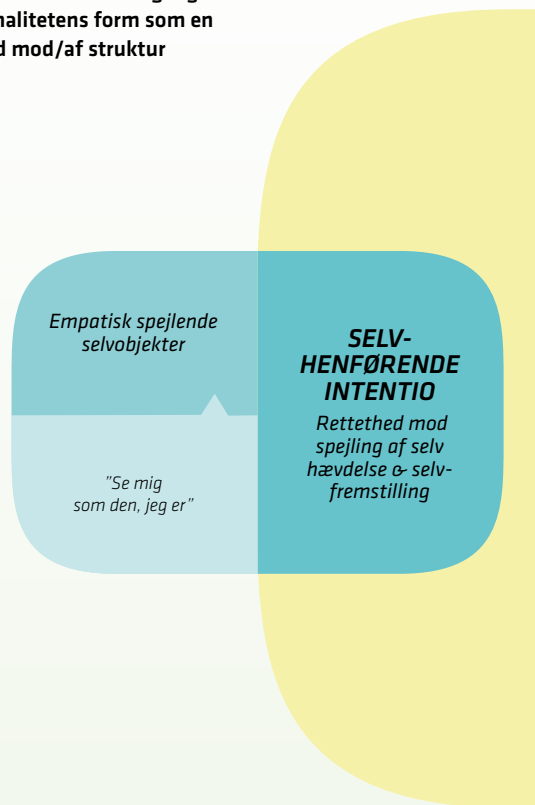 form som en
mod/af struktur
Empatisk spejlende
selvobjekter
"Se mig
som den, jeg er"
SELV-
HENFØRENDE
INTENTIO
Rettethed mod
spejling af selv
hævdelse & selv-
fremstilling